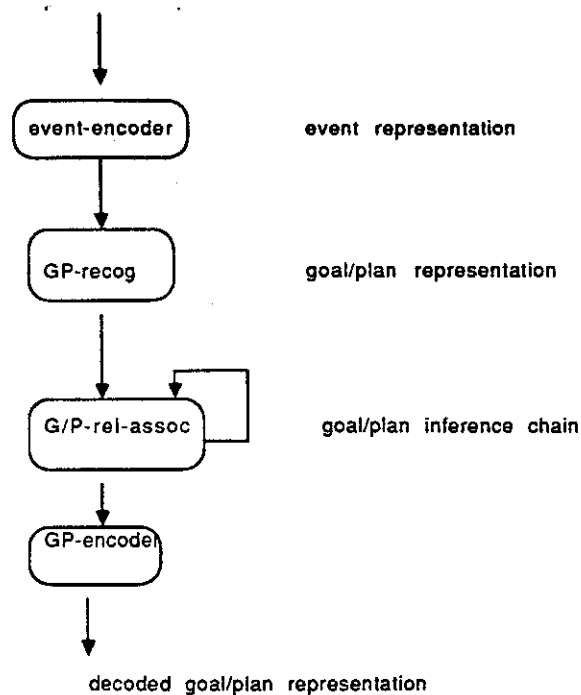 event-encoder event representation
GP-recog goal/plan representation
G/P-rel-assoc goal/plan inference chain
GP-encoder
decoded goal/plan representation